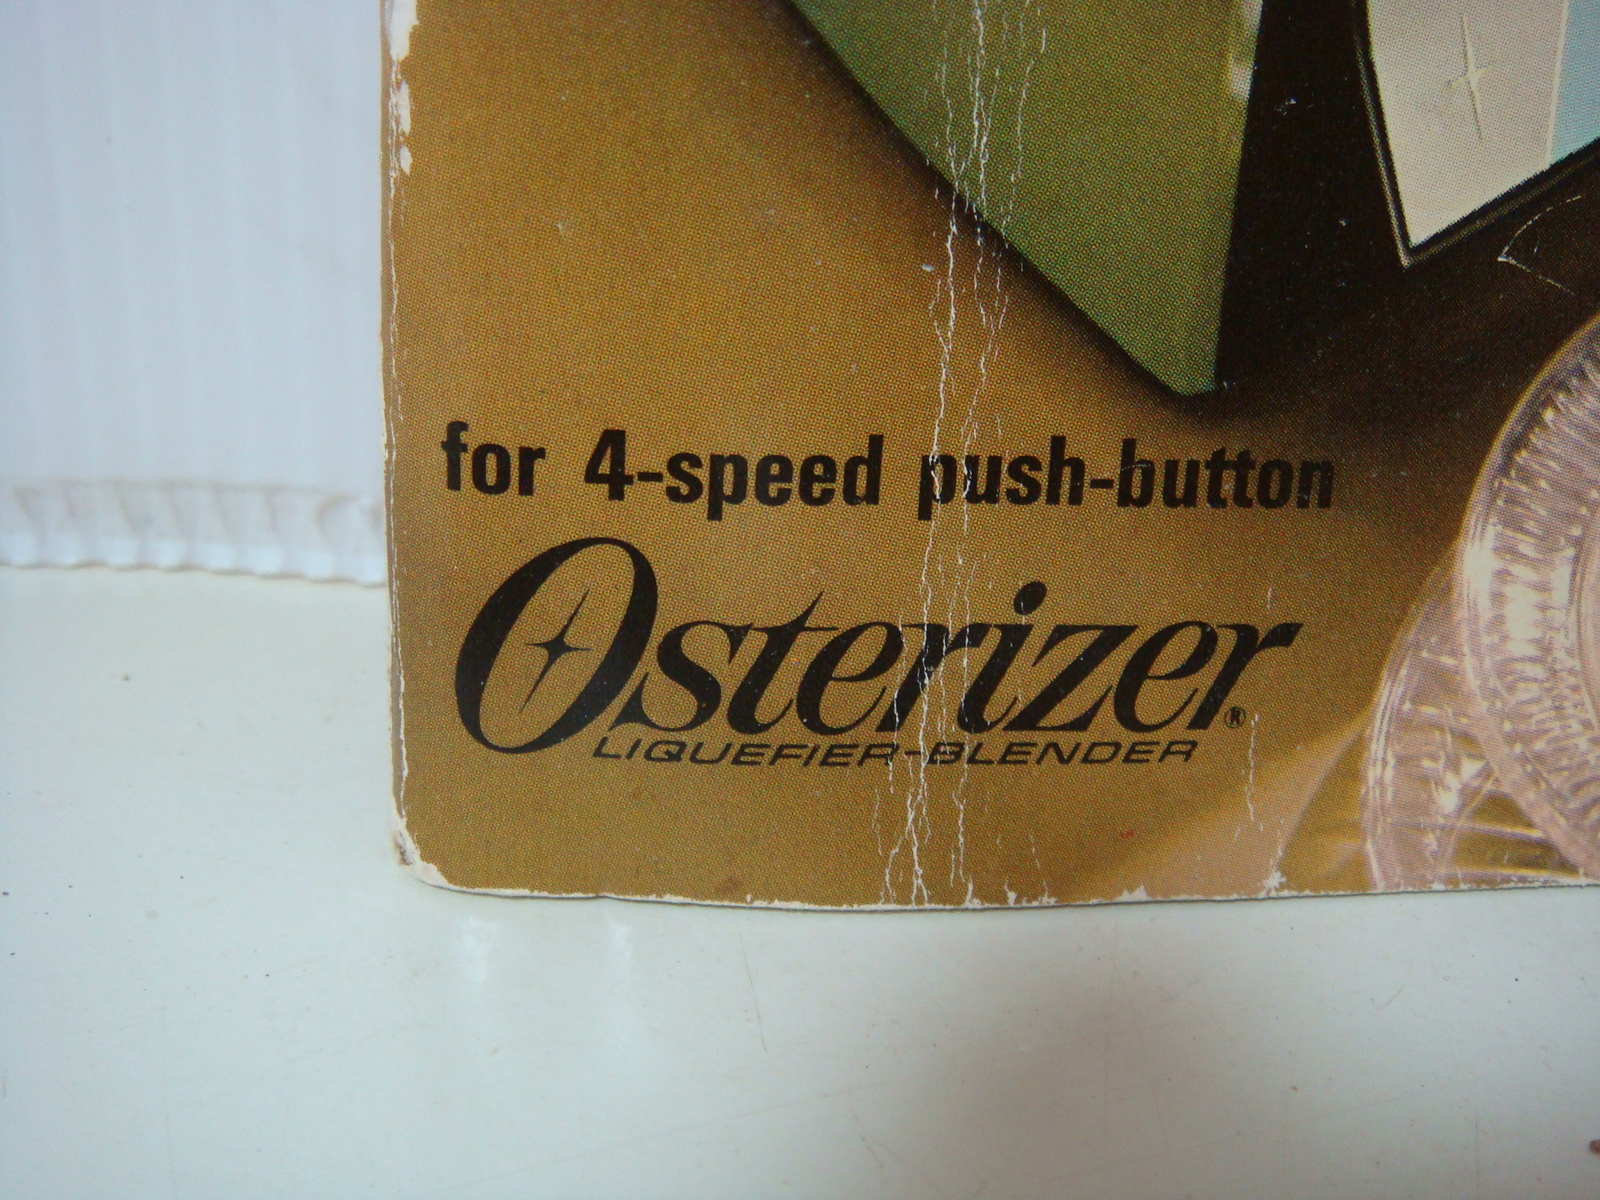 for 4-speed push-button
Osterizer®
LIQUEFIER-BLENDER